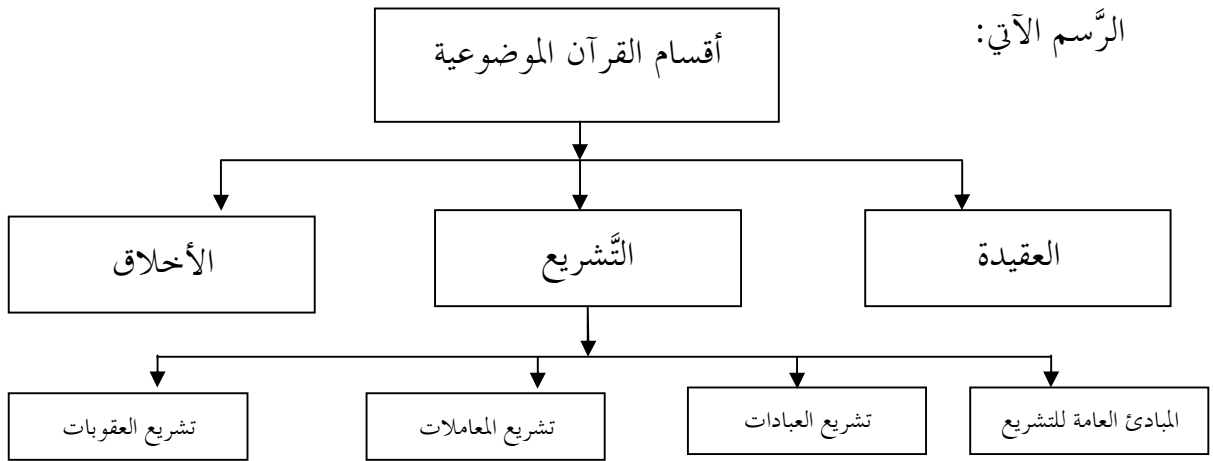 الرَّسم الآتي:
أقسام القرآن الموضوعية
العقيدة
التَّشريع
الأخلاق
المبادئ العامة للتشريع
تشريع العبادات
تشريع المعاملات
تشريع العقوبات